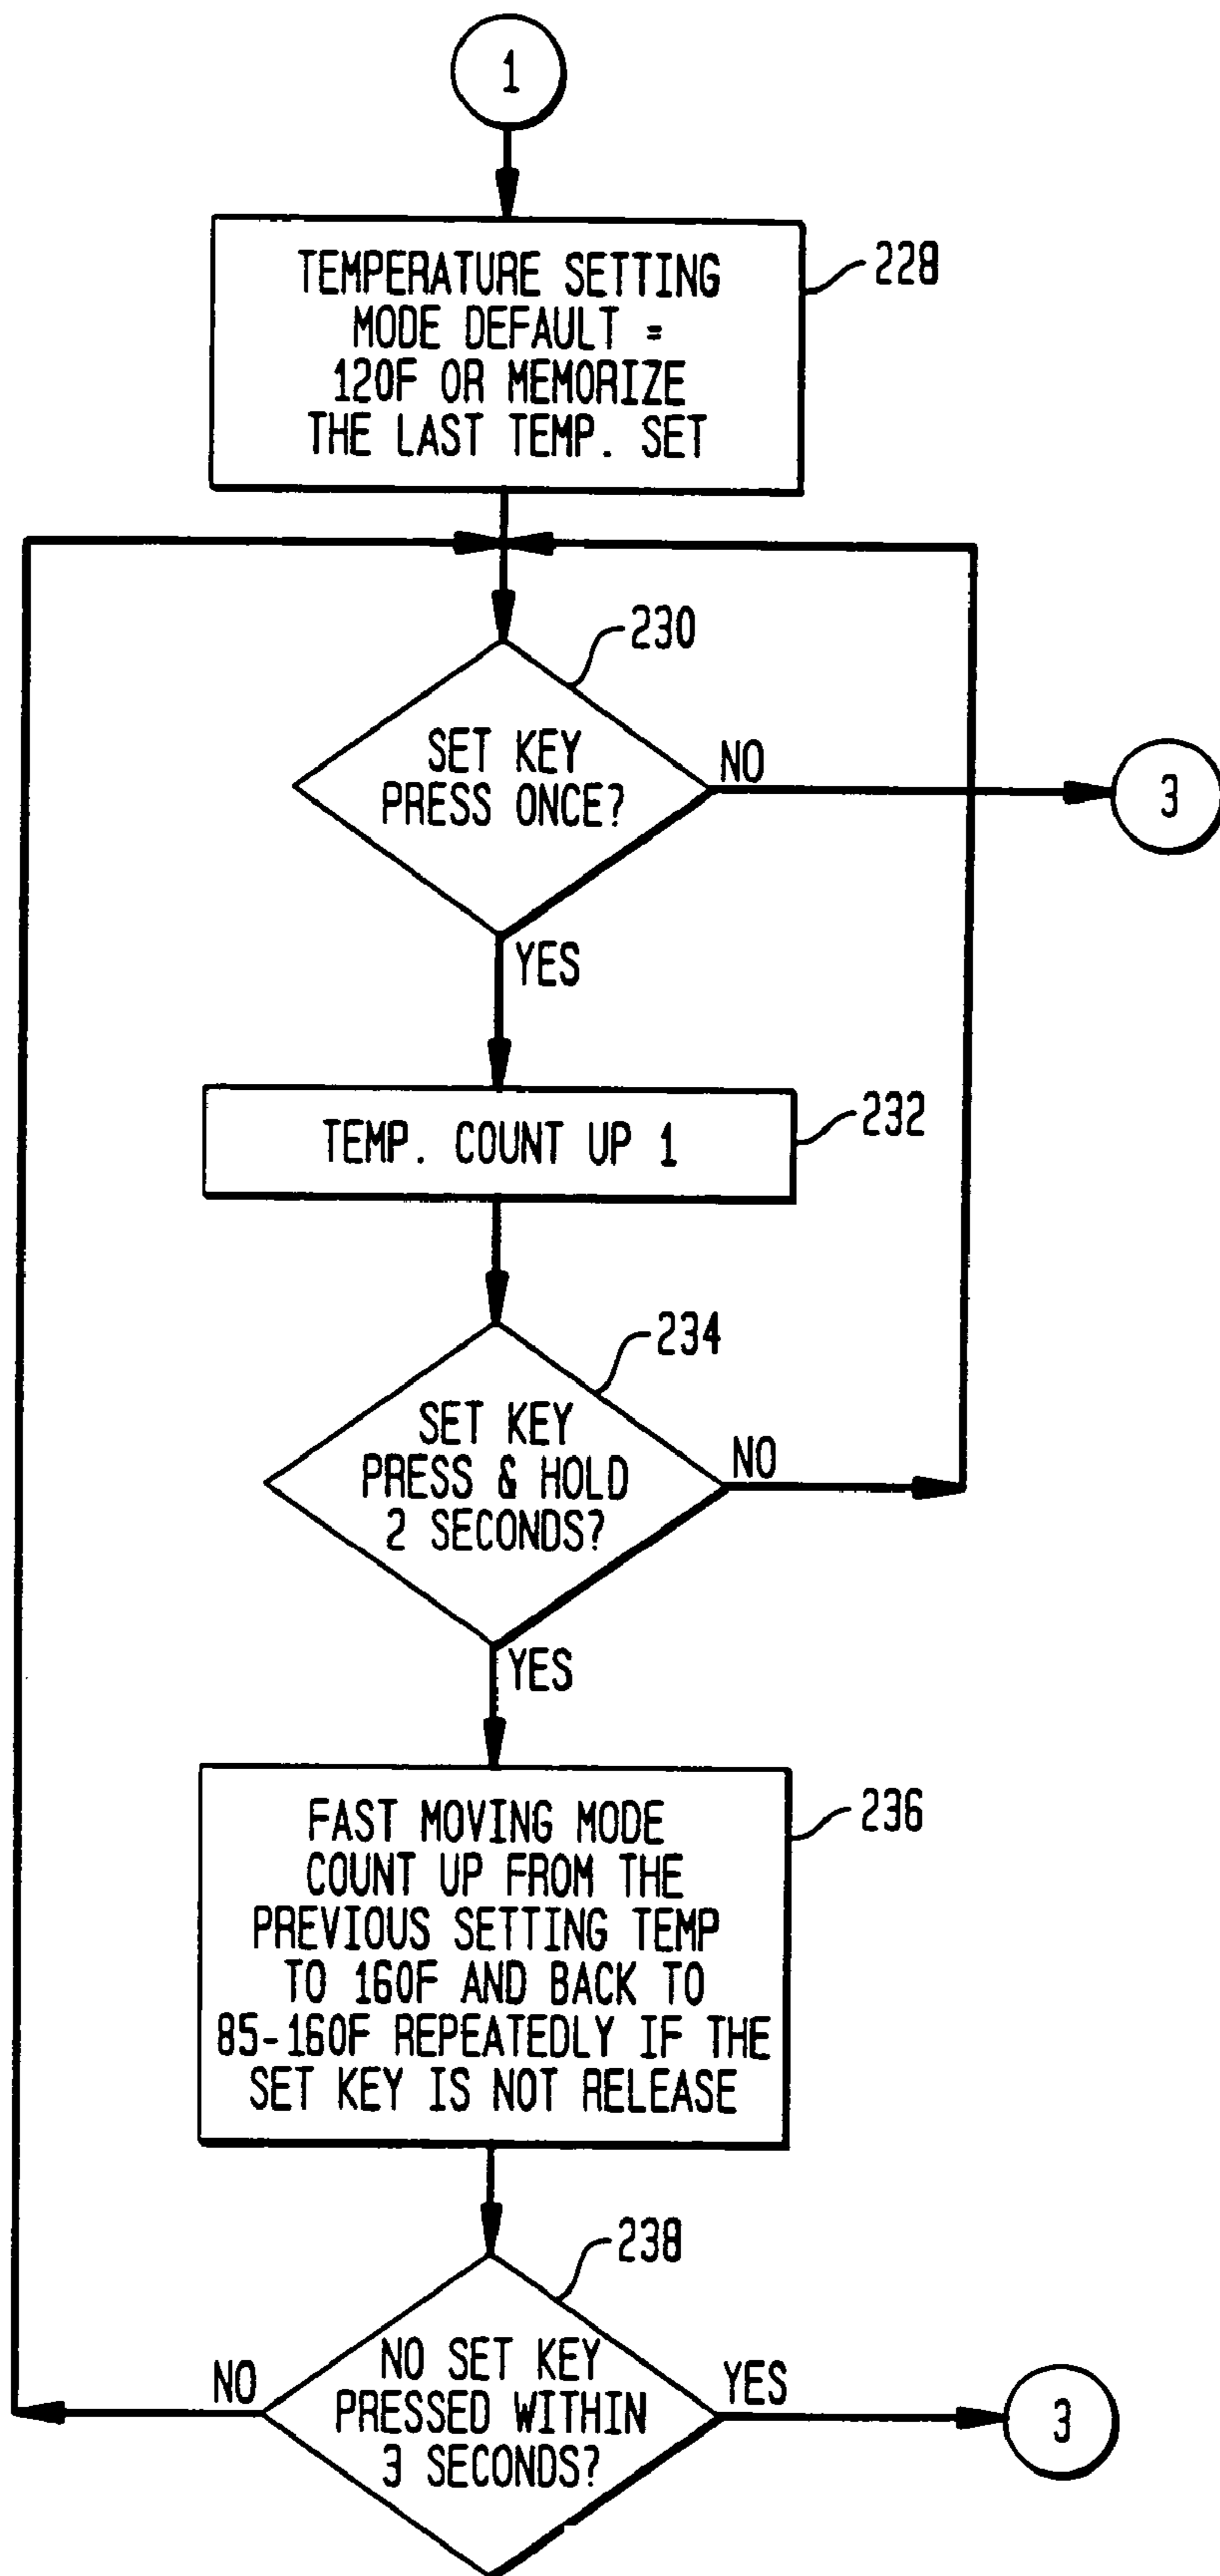 1
TEMPERATURE SETTING
MODE DEFAULT =
120F OR MEMORIZE
THE LAST TEMP. SET
228
230
SET KEY
PRESS ONCE?
NO
3
YES
TEMP. COUNT UP 1
232
234
SET KEY
PRESS & HOLD
2 SECONDS?
NO
YES
FAST MOVING MODE
COUNT UP FROM THE
PREVIOUS SETTING TEMP
TO 160F AND BACK TO
85-160F REPEATEDLY IF THE
SET KEY IS NOT RELEASE
236
238
NO SET KEY
PRESSED WITHIN
3 SECONDS?
NO
YES
3